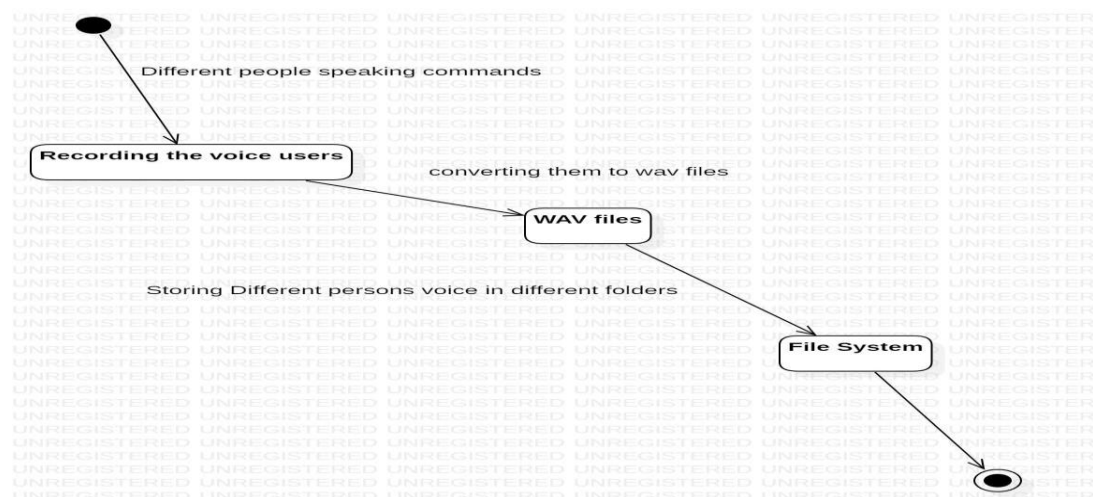 Different people speaking commands
Recording the voice users
converting them to wav files
WAV files
Storing Different persons voice in different folders
File System